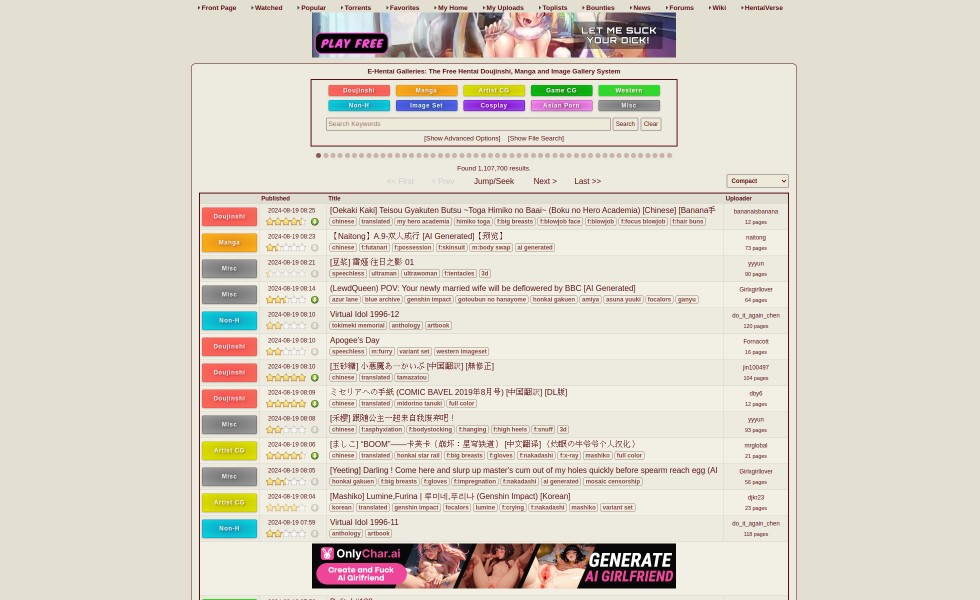 Front Page Watched Popular Torrents Favorites My Home My Uploads Toplists Bounties News Forums Wiki HentaiVerse
PLAY FREE
LET ME SUCK
YOUR DICK!
E-Hentai Galleries: The Free Hentai Doujinshi, Manga and Image Gallery System
Doujinshi Manga Artist CG Game CG Western
Non-H Image Set Cosplay Asian Porn Misc
Search Keywords Search Clear
[Show Advanced Options] [Show File Search]
Found 1,107,700 results.
<< First < Prev Jump/Seek Next > Last >> Compact
Published Title Uploader
Doujinshi 2024-08-19 08:25 [Oekaki Kaki] Teisou Gyakuten Butsu ~Toga Himiko no Baai~ (Boku no Hero Academia) [Chinese] [Banana手 bananaisbanana
chinese translated my hero academia himiko toga f:big breasts f:blowjob face f:blowjob f:focus blowjob f:hair buns 12 pages
Manga 2024-08-19 08:23 【Naitong】A.9-双人成行 [AI Generated]【预览】 naitong
chinese f:futanari f:possession f:skinsuit m:body swap ai generated 73 pages
Misc 2024-08-19 08:21 [豆浆] 雷姬 往日之影 01 yyyun
speechless ultraman ultrawoman f:tentacles 3d 90 pages
Misc 2024-08-19 08:14 (LewdQueen) POV: Your newly married wife will be deflowered by BBC [AI Generated] Girlsgirllover
azur lane blue archive genshin impact gotoubun no hanayome honkai gakuen amiya asuna yuuki focalors ganyu 64 pages
Non-H 2024-08-19 08:10 Virtual Idol 1996-12 do_it_again_chen
tokimeki memorial anthology artbook 120 pages
Doujinshi 2024-08-19 08:10 Apogee's Day Fornacott
speechless m:furry variant set western imageset 16 pages
Doujinshi 2024-08-19 08:10 [玉砂糖] 小悪魔あーかいぶ [中国翻訳] [無修正] jin100497
chinese translated tamazatou 104 pages
Doujinshi 2024-08-19 08:09 ミセリアへの手紙 (COMIC BAVEL 2019年8月号) [中国翻訳] [DL版] dby6
chinese translated midorino tanuki full color 12 pages
Misc 2024-08-19 08:08 [禾樱] 跟随公主一起来自我废弃吧！ yyyun
chinese f:asphyxiation f:bodystocking f:hanging f:high heels f:snuff 3d 93 pages
Artist CG 2024-08-19 08:06 [ましこ] “BOOM”——卡芙卡（崩坏：星穹铁道） [中文翻译]（灼眼の牛爷爷个人汉化） mrglobal
chinese translated honkai star rail f:big breasts f:gloves f:nakadashi f:x-ray mashiko full color 21 pages
Misc 2024-08-19 08:05 [Yeeting] Darling ! Come here and slurp up master's cum out of my holes quickly before spearm reach egg (AI Girlsgirllover
honkai gakuen f:big breasts f:gloves f:impregnation f:nakadashi ai generated mosaic censorship 56 pages
Artist CG 2024-08-19 08:04 [Mashiko] Lumine,Furina | 루미네,푸리나 (Genshin Impact) [Korean] djkr23
korean translated genshin impact focalors lumine f:crying f:nakadashi mashiko variant set 23 pages
Non-H 2024-08-19 07:59 Virtual Idol 1996-11 do_it_again_chen
anthology artbook 118 pages
OnlyChar.ai
Create and Fuck
Ai Girlfriend
GENERATE
AI GIRLFRIEND